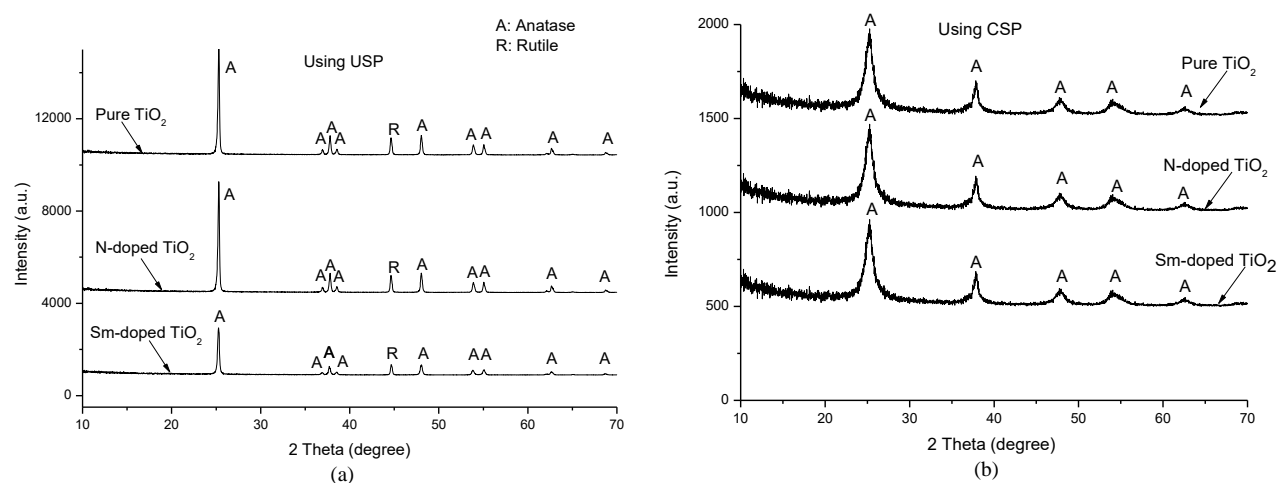 A: Anatase
R: Rutile
Using USP
A
Pure TiO2
A A A R A A A A A
12000
A
N-doped TiO2
A A A R A A A A A
8000
A
Sm-doped TiO2
A A A R A A A A A
4000
0
Intensity (a.u.)
10 20 30 40 50 60 70
2 Theta (degree)
(a)
2000
A
Using CSP
Pure TiO2
A A A A
1500
A
N-doped TiO2
A A A A
1000
A
Sm-doped TiO2
A A A A
500
0
Intensity (a.u.)
10 20 30 40 50 60 70
2 Theta (degree)
(b)